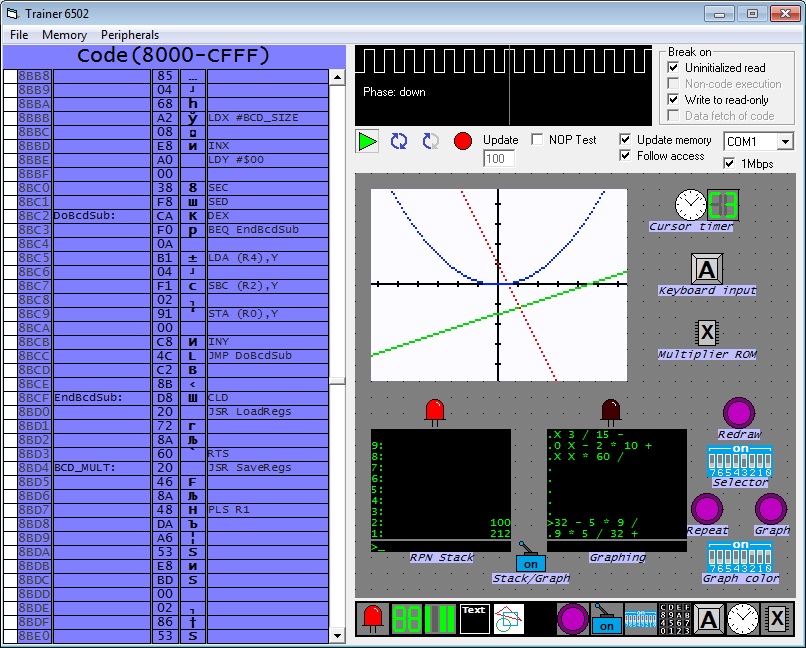 Trainer 6502
File Memory Peripherals
Code(8000-CFFF)
8BB8 85 …
8BB9 04 ┘
8BBA 68 h
8BBB A2 ў LDX #BCD_SIZE
8BBC 08
8BBD E8 и INX
8BBE A0 LDY #$00
8BBF 00
8BC0 38 8 SEC
8BC1 F8 ш SED
8BC2 DoBcdSub: CA К DEX
8BC3 F0 р BEQ EndBcdSub
8BC4 0A
8BC5 B1 ± LDA (R4),Y
8BC6 04 ┘
8BC7 F1 с SBC (R2),Y
8BC8 02 ┐
8BC9 91 ' STA (R0),Y
8BCA 00
8BCB C8 И INY
8BCC 4C L JMP DoBcdSub
8BCD C2 В
8BCE 8B ‹
8BCF EndBcdSub: D8 Ш CLD
8BD0 20 JSR LoadRegs
8BD1 72 r
8BD2 8A Љ
8BD3 60 ` RTS
8BD4 BCD_MULT: 20 JSR SaveRegs
8BD5 46 F
8BD6 8A Љ
8BD7 48 H PLS R1
8BD8 DA Ъ
8BD9 A6 ¦
8BDA 53 S
8BDB E8 и
8BDC BD Ѕ
8BDD 00
8BDE 02 ┐
8BDF 86 †
8BE0 53 S
Phase: down
Break on
Uninitialized read
Non-code execution
Write to read-only
Data fetch of code
Update
100
NOP Test
Update memory
Follow access
COM1
1Mbps
Cursor timer
A
Keyboard input
X
Multiplier ROM
9:
8:
7:
6:
5:
4:
3:
2: 100
1: 212
>_
RPN Stack
.X 3 / 15 -
.0 X - 2 * 10 +
.X X * 60 /
.
.
.
.
>32 - 5 * 9 /
.9 * 5 / 32 +
Graphing
on
Stack/Graph
Redraw
on
76543210
Selector
Repeat
Graph
on
76543210
Graph color
Text
on
CDEF
89AB
4567
0123
A
X